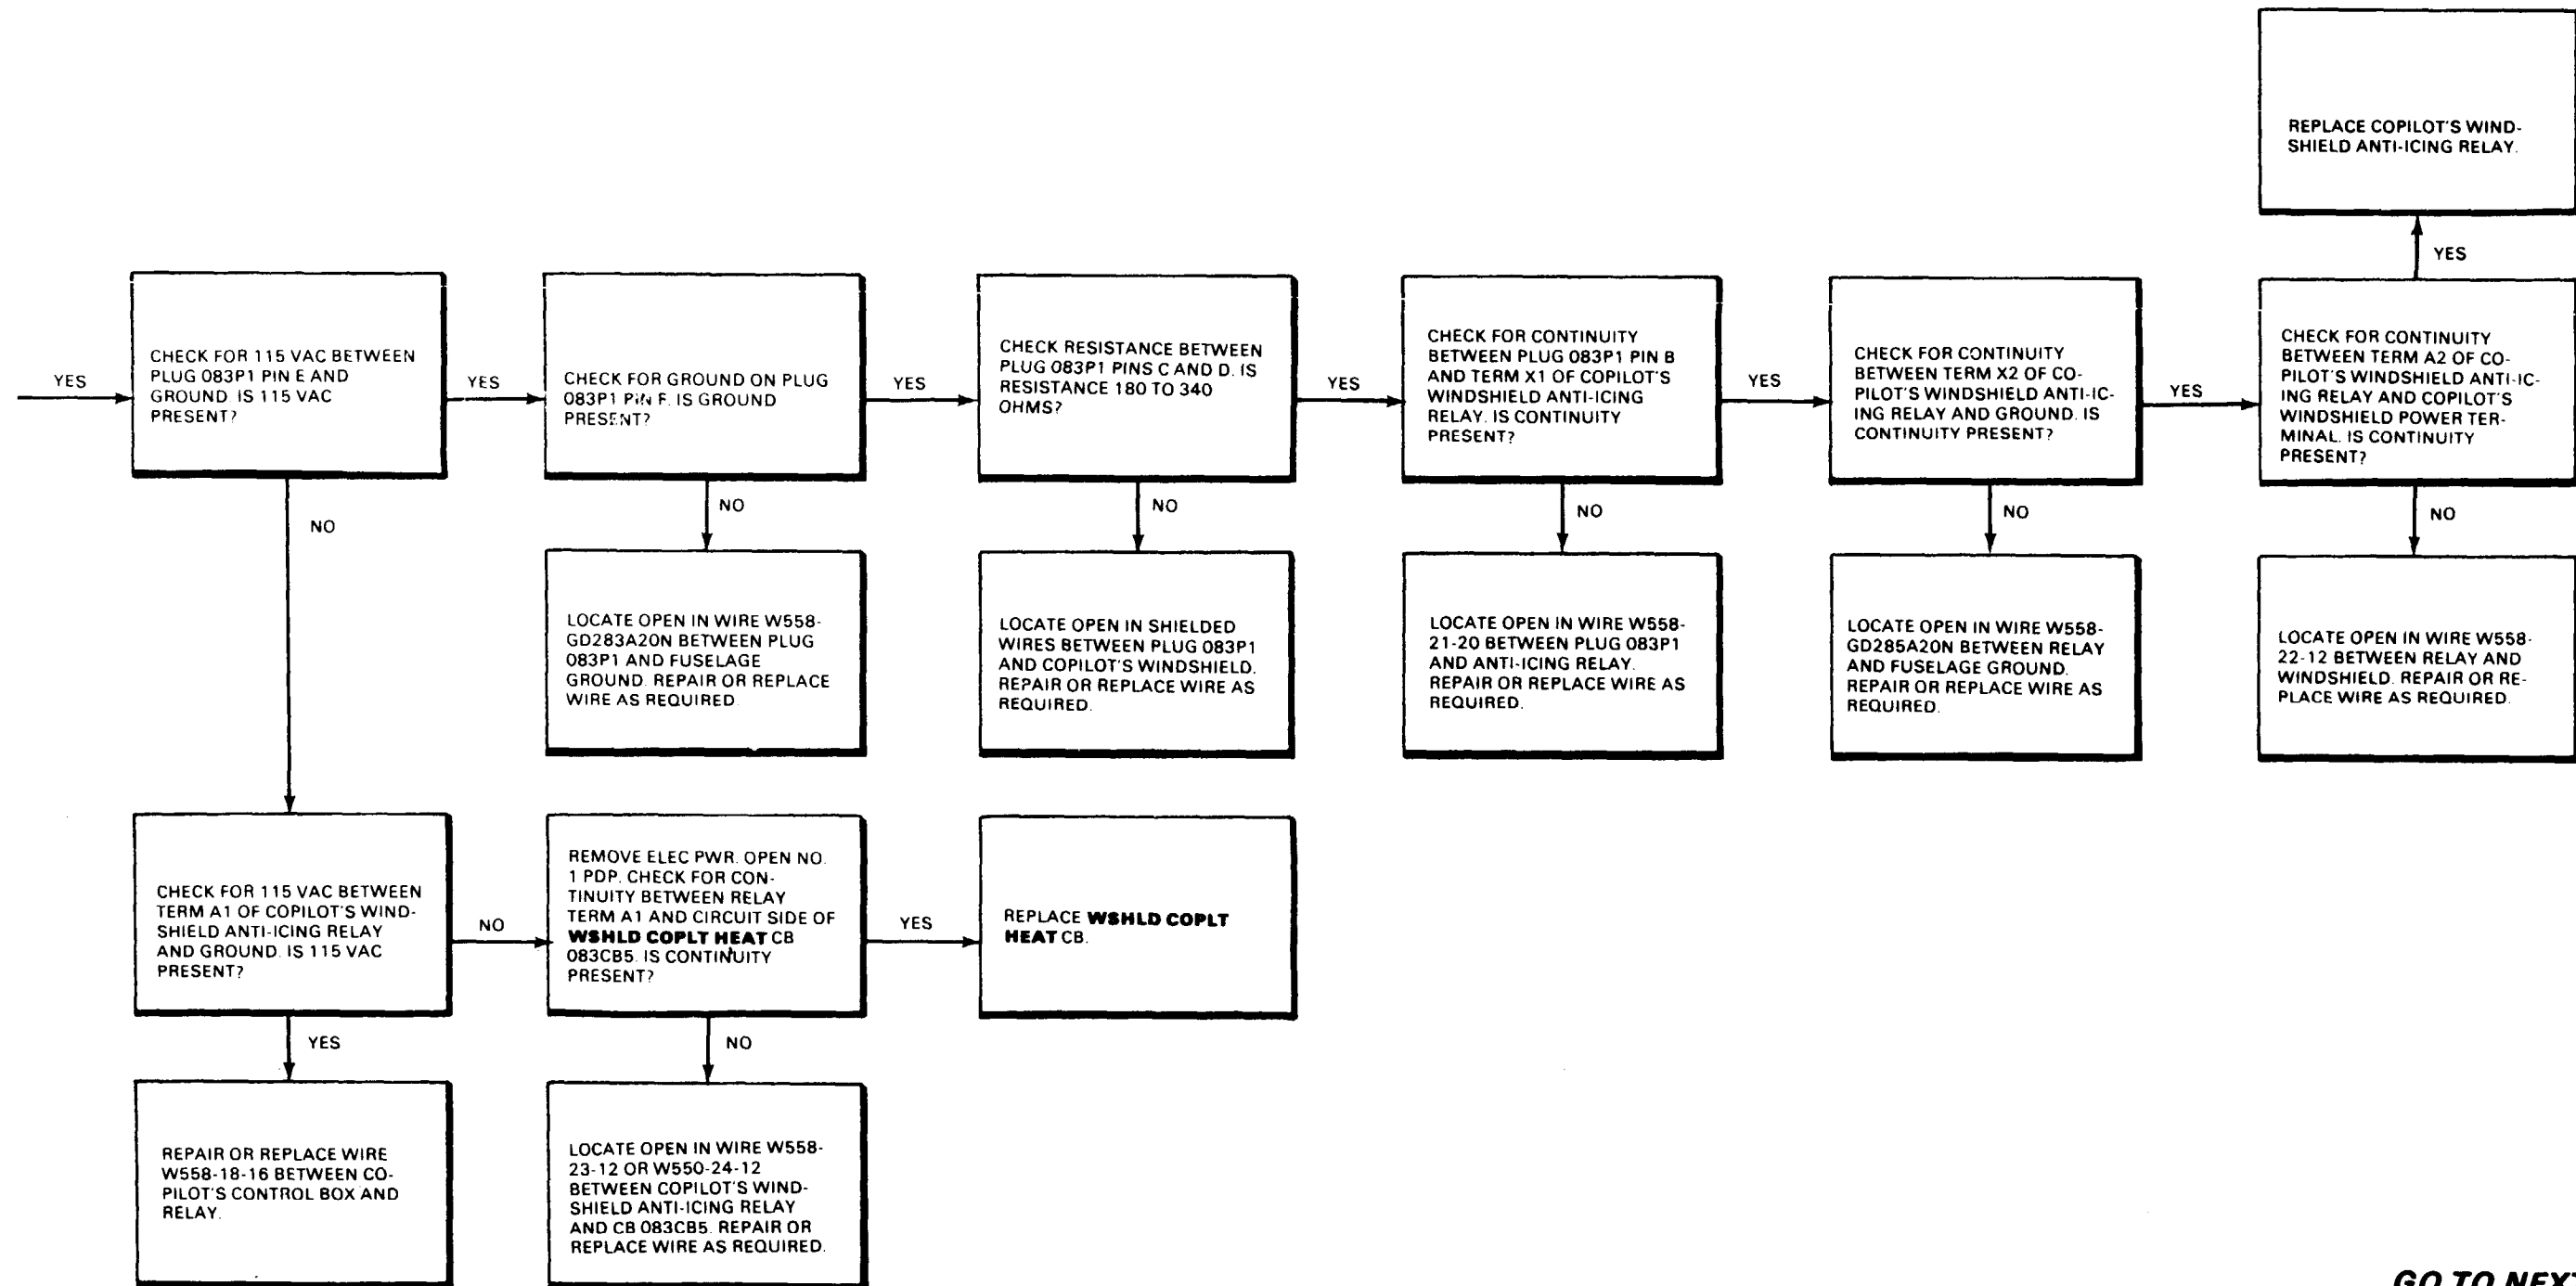 REPLACE COPILOT'S WIND-
SHIELD ANTI-ICING RELAY.
YES
YES
CHECK FOR 115 VAC BETWEEN
PLUG 083P1 PIN E AND
GROUND. IS 115 VAC
PRESENT?
YES
CHECK FOR GROUND ON PLUG
083P1 PIN F. IS GROUND
PRESENT?
YES
CHECK RESISTANCE BETWEEN
PLUG 083P1 PINS C AND D. IS
RESISTANCE 180 TO 340
OHMS?
YES
CHECK FOR CONTINUITY
BETWEEN PLUG 083P1 PIN B
AND TERM X1 OF COPILOT'S
WINDSHIELD ANTI-ICING
RELAY. IS CONTINUITY
PRESENT?
YES
CHECK FOR CONTINUITY
BETWEEN TERM X2 OF CO-
PILOT'S WINDSHIELD ANTI-IC-
ING RELAY AND GROUND. IS
CONTINUITY PRESENT?
YES
CHECK FOR CONTINUITY
BETWEEN TERM A2 OF CO-
PILOT'S WINDSHIELD ANTI-IC-
ING RELAY AND COPILOT'S
WINDSHIELD POWER TER-
MINAL. IS CONTINUITY
PRESENT?
NO
NO
NO
NO
NO
NO
LOCATE OPEN IN WIRE W558-
GD283A20N BETWEEN PLUG
083P1 AND FUSELAGE
GROUND. REPAIR OR REPLACE
WIRE AS REQUIRED.
LOCATE OPEN IN SHIELDED
WIRES BETWEEN PLUG 083P1
AND COPILOT'S WINDSHIELD.
REPAIR OR REPLACE WIRE AS
REQUIRED.
LOCATE OPEN IN WIRE W558-
21-20 BETWEEN PLUG 083P1
AND ANTI-ICING RELAY.
REPAIR OR REPLACE WIRE AS
REQUIRED.
LOCATE OPEN IN WIRE W558-
GD285A20N BETWEEN RELAY
AND FUSELAGE GROUND.
REPAIR OR REPLACE WIRE AS
REQUIRED.
LOCATE OPEN IN WIRE W558-
22-12 BETWEEN RELAY AND
WINDSHIELD. REPAIR OR RE-
PLACE WIRE AS REQUIRED.
CHECK FOR 115 VAC BETWEEN
TERM A1 OF COPILOT'S WIND-
SHIELD ANTI-ICING RELAY
AND GROUND. IS 115 VAC
PRESENT?
NO
REMOVE ELEC PWR. OPEN NO.
1 PDP. CHECK FOR CON-
TINUITY BETWEEN RELAY
TERM A1 AND CIRCUIT SIDE OF
WSHLD COPLT HEAT CB
083CB5. IS CONTINUITY
PRESENT?
YES
REPLACE WSHLD COPLT
HEAT CB.
YES
NO
REPAIR OR REPLACE WIRE
W558-18-16 BETWEEN CO-
PILOT'S CONTROL BOX AND
RELAY.
LOCATE OPEN IN WIRE W558-
23-12 OR W550-24-12
BETWEEN COPILOT'S WIND-
SHIELD ANTI-ICING RELAY
AND CB 083CB5. REPAIR OR
REPLACE WIRE AS REQUIRED.
GO TO NEXT